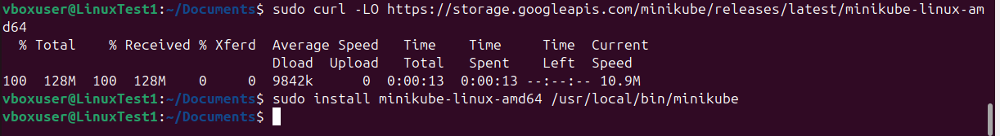 vboxuser@LinuxTest1:~/Documents$ sudo curl -LO https://storage.googleapis.com/minikube/releases/latest/minikube-linux-am
d64
  % Total    % Received % Xferd  Average Speed   Time    Time     Time  Current
                                 Dload  Upload   Total   Spent    Left  Speed
100  128M  100  128M    0     0  9842k      0  0:00:13  0:00:13 --:--:-- 10.9M
vboxuser@LinuxTest1:~/Documents$ sudo install minikube-linux-amd64 /usr/local/bin/minikube
vboxuser@LinuxTest1:~/Documents$